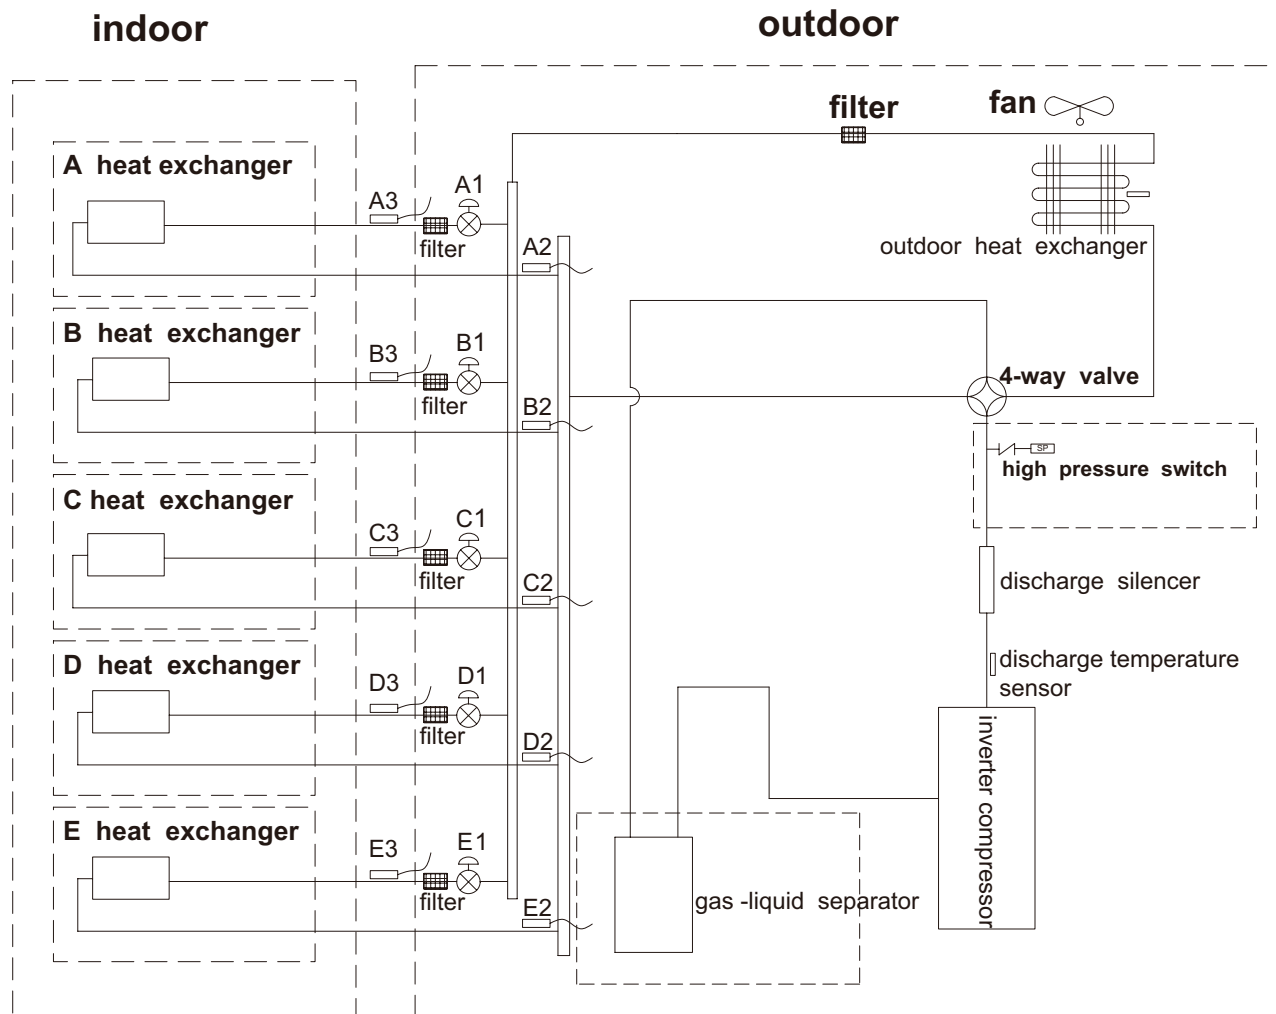 indoor
outdoor
filter
fan
A heat exchanger
A3
A1
filter
A2
outdoor heat exchanger
B heat exchanger
B3
B1
filter
B2
4-way valve
SP
high pressure switch
C heat exchanger
C3
C1
filter
C2
discharge silencer
D heat exchanger
D3
D1
filter
D2
discharge temperature
sensor
inverter compressor
E heat exchanger
E3
E1
filter
E2
gas -liquid separator